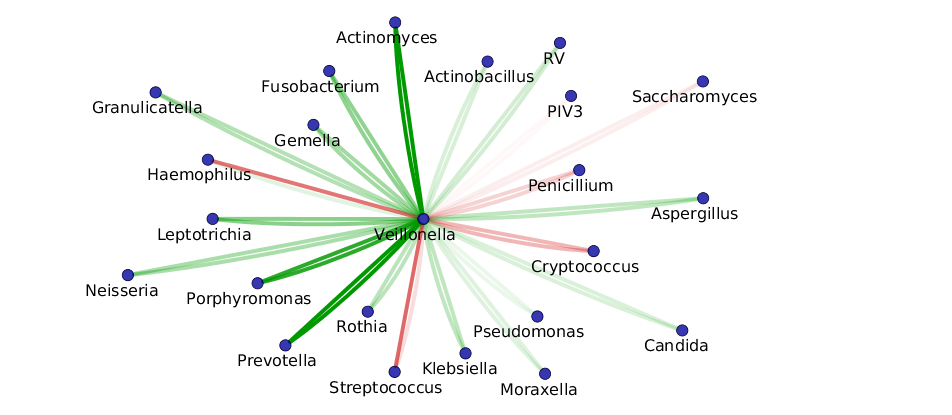 Actinomyces
RV
Actinobacillus
Fusobacterium
Saccharomyces
Granulicatella
PIV3
Gemella
Haemophilus
Penicillium
Aspergillus
Leptotrichia
Veillonella
Cryptococcus
Neisseria
Porphyromonas
Rothia
Pseudomonas
Candida
Prevotella
Klebsiella
Streptococcus
Moraxella